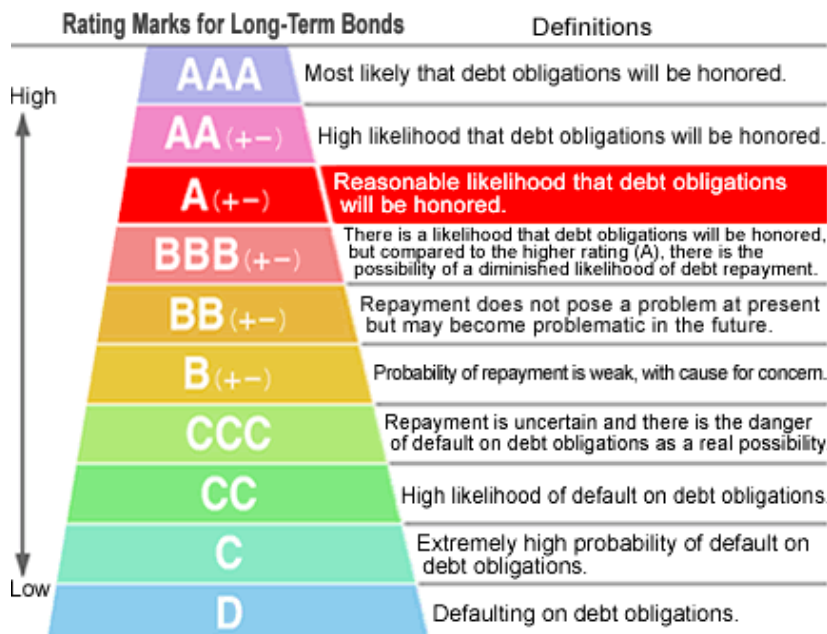 Rating Marks for Long-Term Bonds Definitions
High
AAA Most likely that debt obligations will be honored.
AA (+−) High likelihood that debt obligations will be honored.
A (+−) Reasonable likelihood that debt obligations
will be honored.
BBB (+−) There is a likelihood that debt obligations will be honored,
but compared to the higher rating (A), there is the
possibility of a diminished likelihood of debt repayment.
BB (+−) Repayment does not pose a problem at present
but may become problematic in the future.
B (+−) Probability of repayment is weak, with cause for concern.
CCC Repayment is uncertain and there is the danger
of default on debt obligations as a real possibility
CC High likelihood of default on debt obligations.
C Extremely high probability of default on
debt obligations.
Low
D Defaulting on debt obligations.